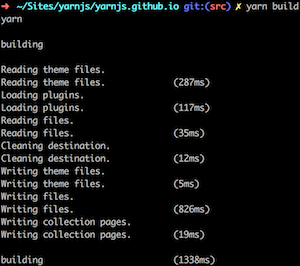 ➜ ~/Sites/yarnjs/yarnjs.github.io git:(src) ✗ yarn build
yarn
building
Reading theme files.
Reading theme files. (287ms)
Loading plugins.
Loading plugins. (117ms)
Reading files.
Reading files. (35ms)
Cleaning destination.
Cleaning destination. (12ms)
Writing theme files.
Writing theme files. (5ms)
Writing files.
Writing files. (826ms)
Writing collection pages.
Writing collection pages. (19ms)
building (1338ms)